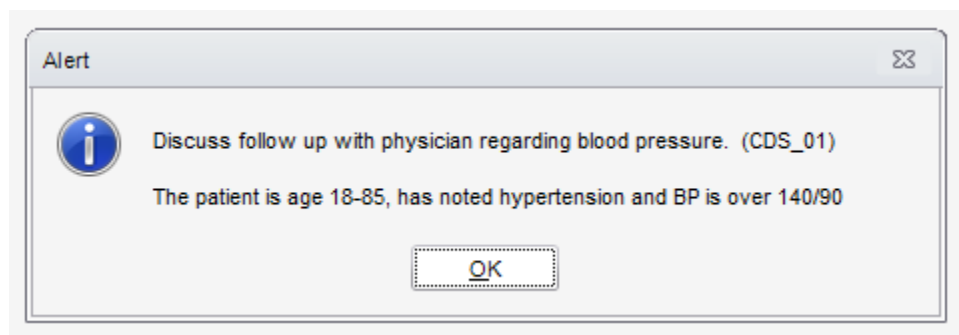 Alert
Discuss follow up with physician regarding blood pressure.  (CDS_01)
The patient is age 18-85, has noted hypertension and BP is over 140/90
OK